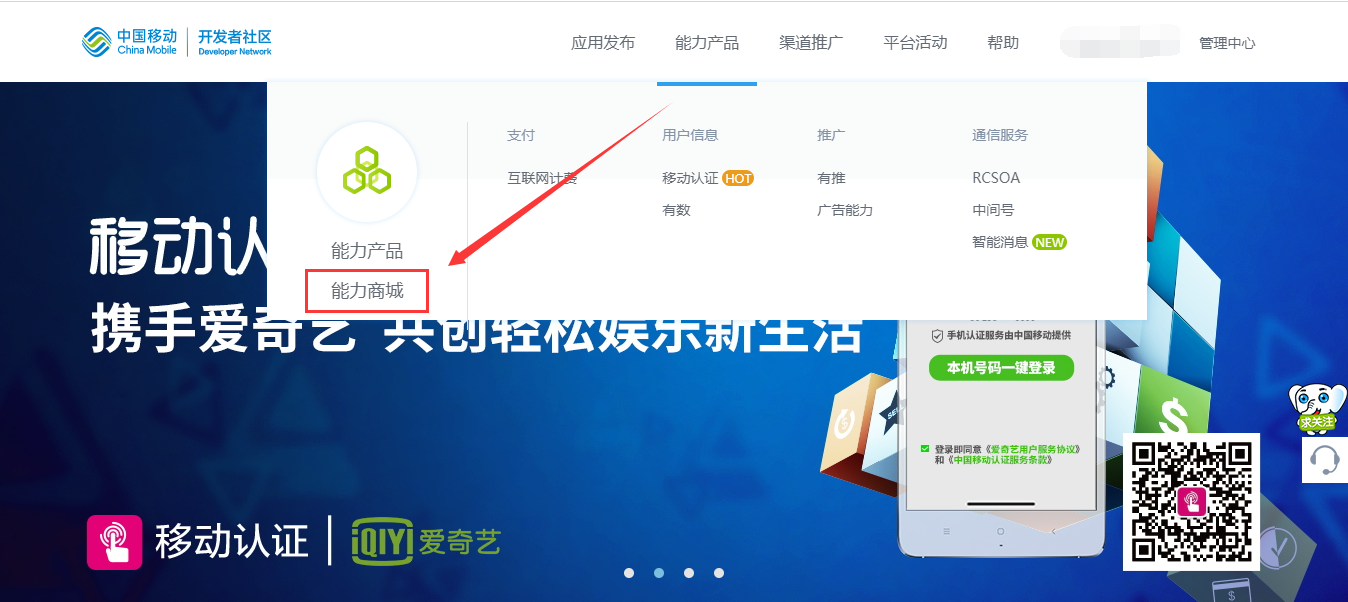 中国移动
China Mobile
开发者社区
Developer Network
应用发布
能力产品
渠道推广
平台活动
帮助
管理中心
能力产品
能力商城
支付
互联网计费
用户信息
移动认证 HOT
有数
推广
有推
广告能力
通信服务
RCSOA
中间号
智能消息 NEW
移动认
携手爱奇艺 共创轻松娱乐新生活
手机认证服务由中国移动提供
本机号码一键登录
登录即同意《爱奇艺用户服务协议》
和《中国移动认证服务条款》
求关注
移动认证
iQIYI 爱奇艺